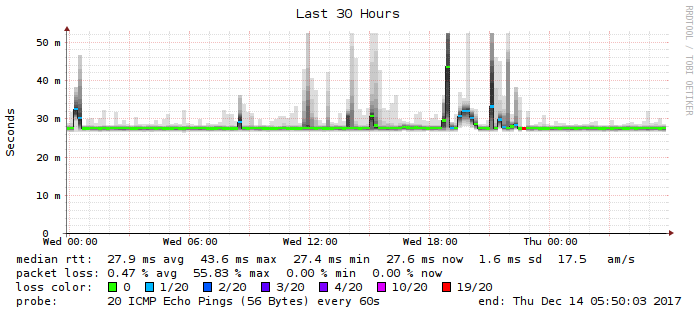 Last 30 Hours
RRDTOOL / TOBI OETIKER
Seconds
50 m
40 m
30 m
20 m
10 m
0
Wed 00:00 Wed 06:00 Wed 12:00 Wed 18:00 Thu 00:00
median rtt: 27.9 ms avg 43.6 ms max 27.4 ms min 27.6 ms now 1.6 ms sd 17.5 am/s
packet loss: 0.47 % avg 55.83 % max 0.00 % min 0.00 % now
loss color: 0 1/20 2/20 3/20 4/20 10/20 19/20
probe: 20 ICMP Echo Pings (56 Bytes) every 60s end: Thu Dec 14 05:50:03 2017